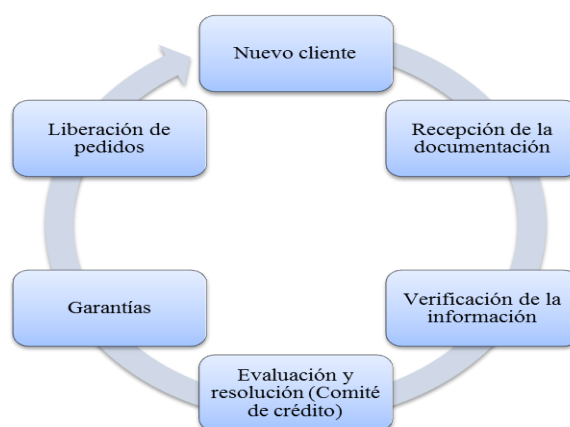 Nuevo cliente
Recepción de la
documentación
Verificación de la
información
Evaluación y
resolución (Comité
de crédito)
Garantías
Liberación de
pedidos